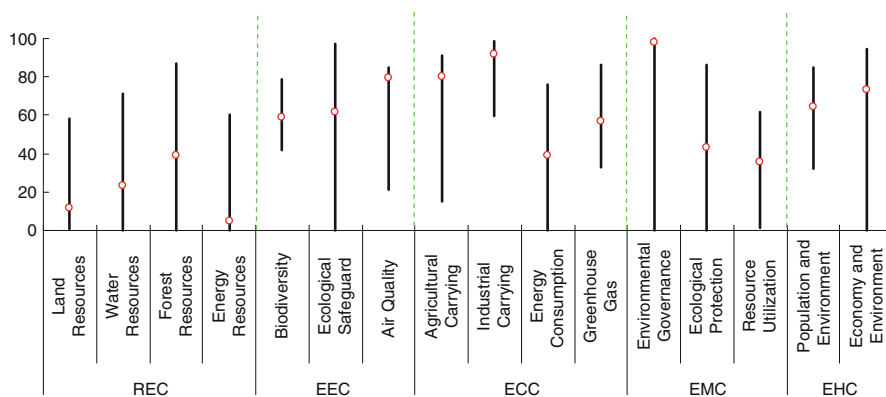 100
80
60
40
20
0
Land
Resources
Water
Resources
Forest
Resources
Energy
Resources
Biodiversity
Ecological
Safeguard
Air Quality
Agricultural
Carrying
Industrial
Carrying
Energy
Consumption
Greenhouse
Gas
Environmental
Governance
Ecological
Protection
Resource
Utilization
Population and
Environment
Economy and
Environment
REC
EEC
ECC
EMC
EHC